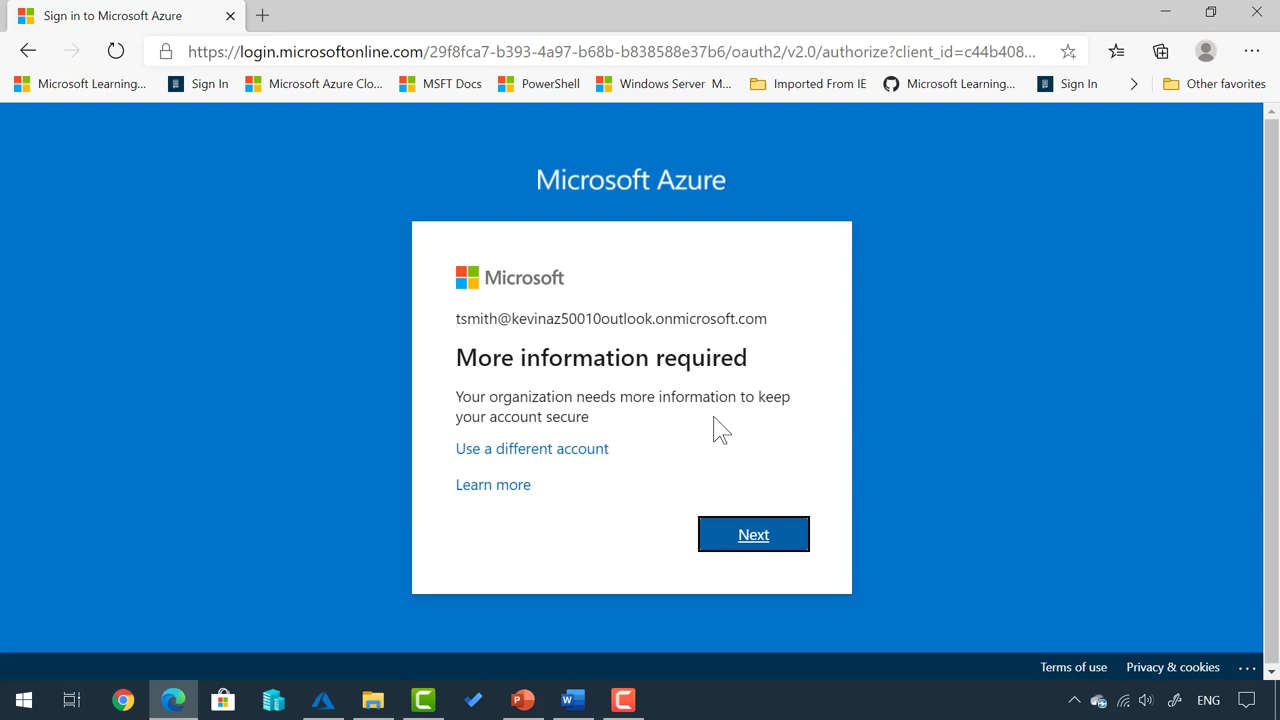 Sign in to Microsoft Azure
https://login.microsoftonline.com/29f8fca7-b393-4a97-b68b-b838588e37b6/oauth2/v2.0/authorize?client_id=c44b408...
Microsoft Learning... Sign In Microsoft Azure Clo... MSFT Docs PowerShell Windows Server M... Imported From IE Microsoft Learning... Sign In Other favorites
Microsoft Azure
Microsoft
tsmith@kevinaz50010outlook.onmicrosoft.com
More information required
Your organization needs more information to keep
your account secure
Use a different account
Learn more
Next
Terms of use Privacy & cookies ...
ENG